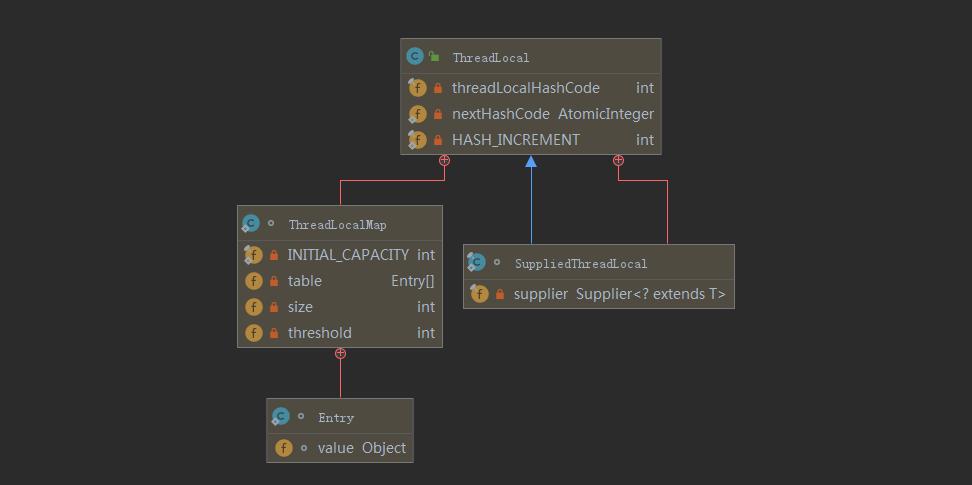 ThreadLocal
threadLocalHashCode int
nextHashCode AtomicInteger
HASH_INCREMENT int
ThreadLocalMap
INITIAL_CAPACITY int
table Entry[]
size int
threshold int
SuppliedThreadLocal
supplier Supplier<? extends T>
Entry
value Object